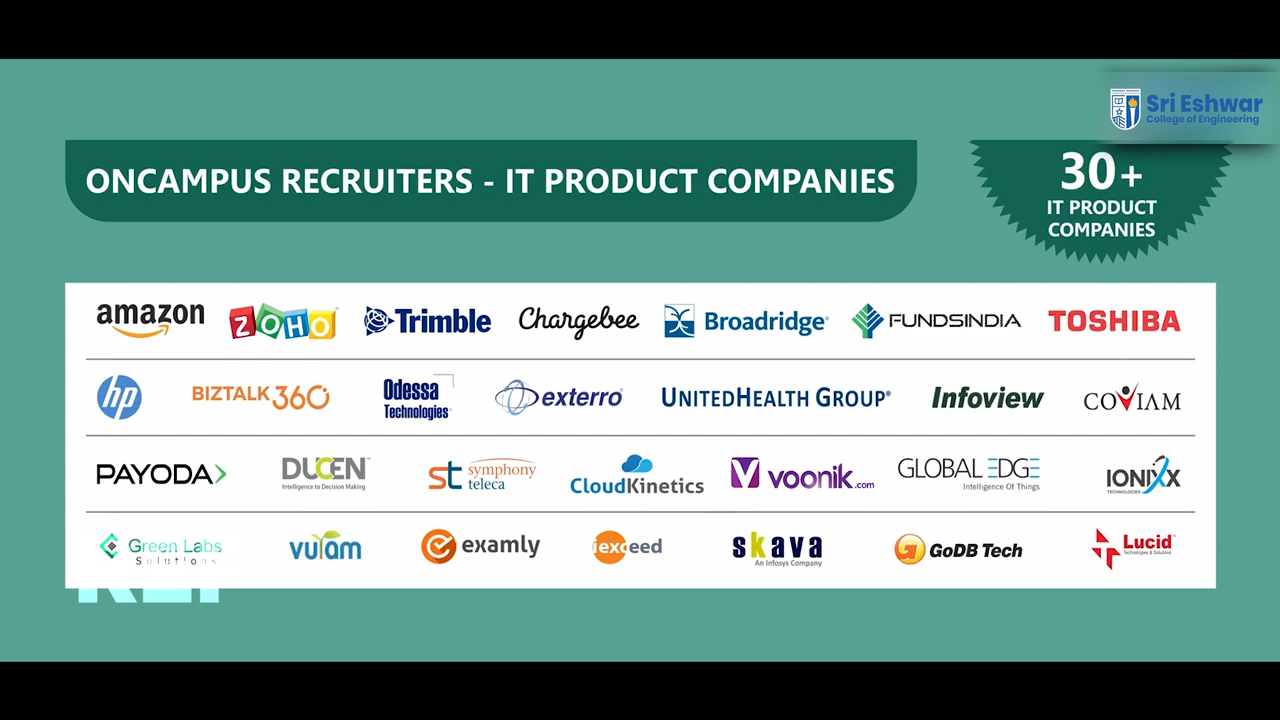 Sri Eshwar
College of Engineering
ONCAMPUS RECRUITERS - IT PRODUCT COMPANIES
30+
IT PRODUCT
COMPANIES
amazon ZOHO Trimble Chargebee Broadridge® FUNDSINDIA TOSHIBA
hp BIZTALK360 Odessa Technologies® exterro® UNITEDHEALTH GROUP® Infoview COVIAM
PAYODA DUCEN™ Intelligence to Decision Making st symphony teleca CloudKinetics voonik.com GLOBAL EDGE Intelligence Of Things IONIXX TECHNOLOGIES
Green Labs Solutions vuram examly iexceed skava An Infosys Company GoDB Tech Lucid Technologies & Solutions